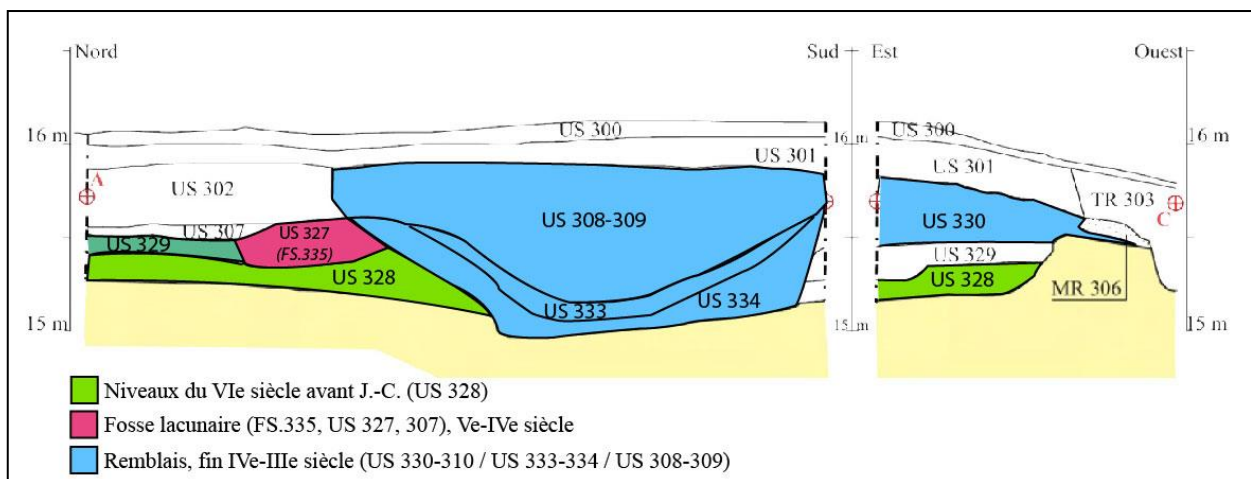 Nord
Sud
Est
Ouest
16 m
16 m
16 m
US 300
US 300
US 301
US 301
A
US 302
TR 303
C
US 308-309
US 330
US 307
US 327
(FS.335)
US 329
US 329
US 328
US 328
US 333
US 334
MR 306
15 m
15 m
15 m
Niveaux du VIe siècle avant J.-C. (US 328)
Fosse lacunaire (FS.335, US 327, 307), Ve-IVe siècle
Remblais, fin IVe-IIIe siècle (US 330-310 / US 333-334 / US 308-309)